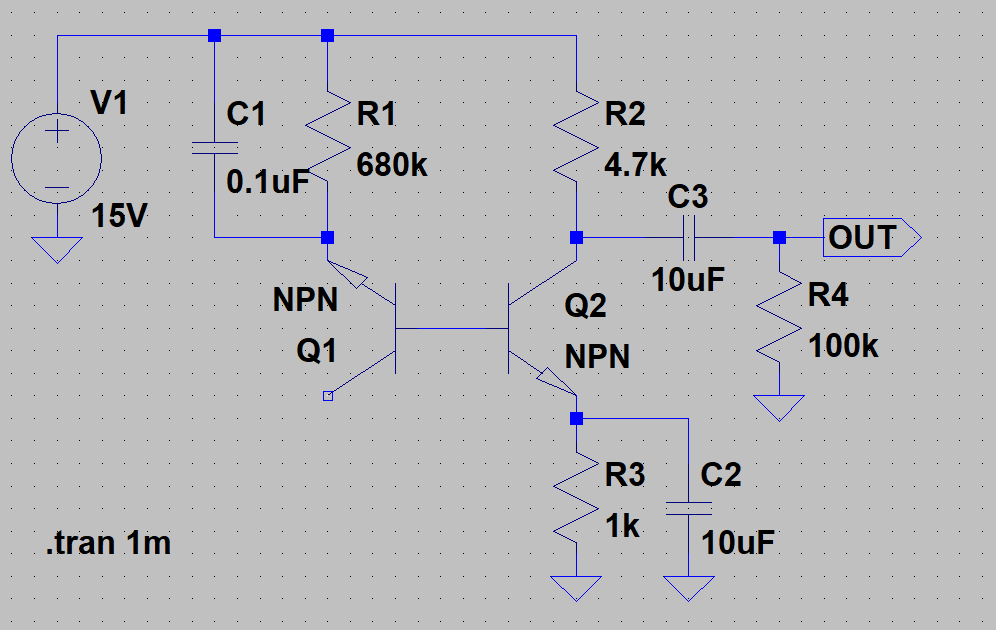 V1
15V
C1
0.1uF
R1
680k
R2
4.7k
C3
10uF
OUT
R4
100k
NPN
Q1
Q2
NPN
R3
1k
C2
10uF
.tran 1m